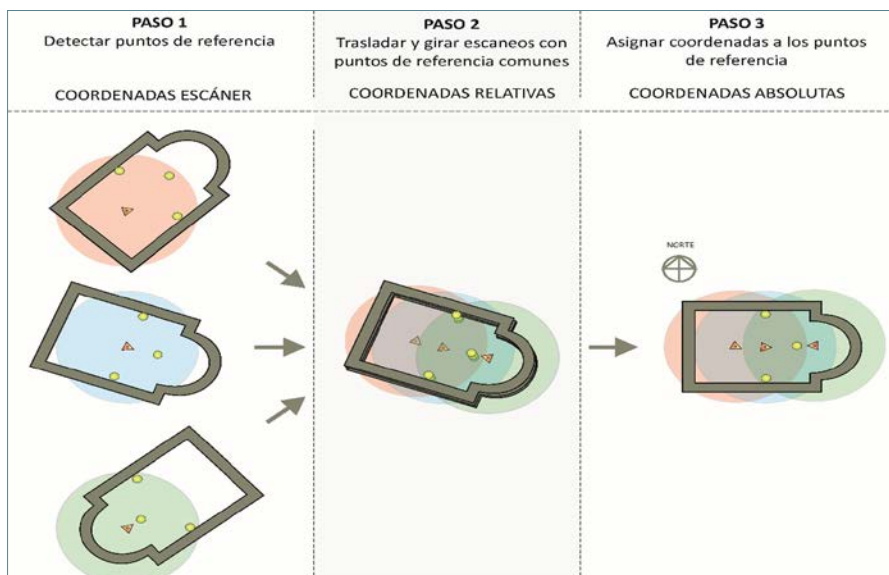 PASO 1
Detectar puntos de referencia
COORDENADAS ESCÁNER
PASO 2
Trasladar y girar escaneos con
puntos de referencia comunes
COORDENADAS RELATIVAS
PASO 3
Asignar coordenadas a los puntos
de referencia
COORDENADAS ABSOLUTAS
NORTE